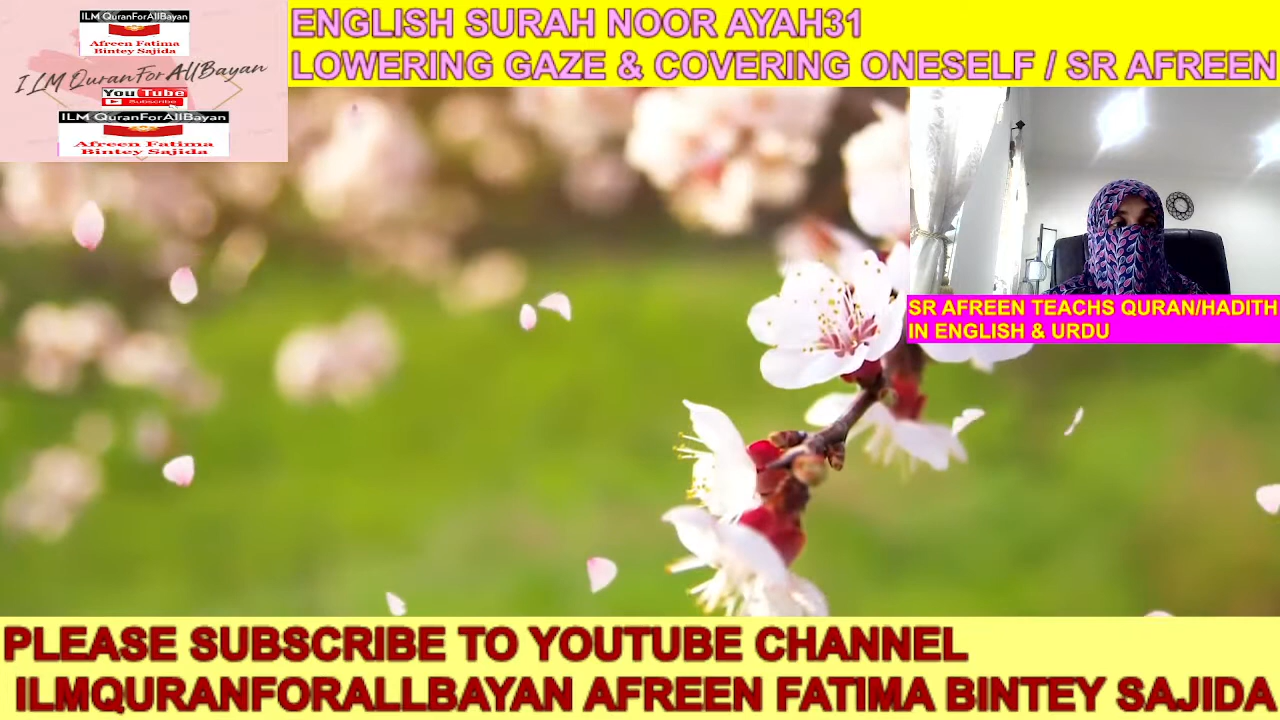 ILM QuranForAllBayan
Afreen Fatima
Bintey Sajida
ILM QuranForAllBayan
YouTube
Subscribe
ILM QuranForAllBayan
Afreen Fatima
Bintey Sajida
ENGLISH SURAH NOOR AYAH31
LOWERING GAZE & COVERING ONESELF / SR AFREEN
SR AFREEN TEACHS QURAN/HADITH
IN ENGLISH & URDU
PLEASE SUBSCRIBE TO YOUTUBE CHANNEL
ILMQURANFORALLBAYAN AFREEN FATIMA BINTEY SAJIDA